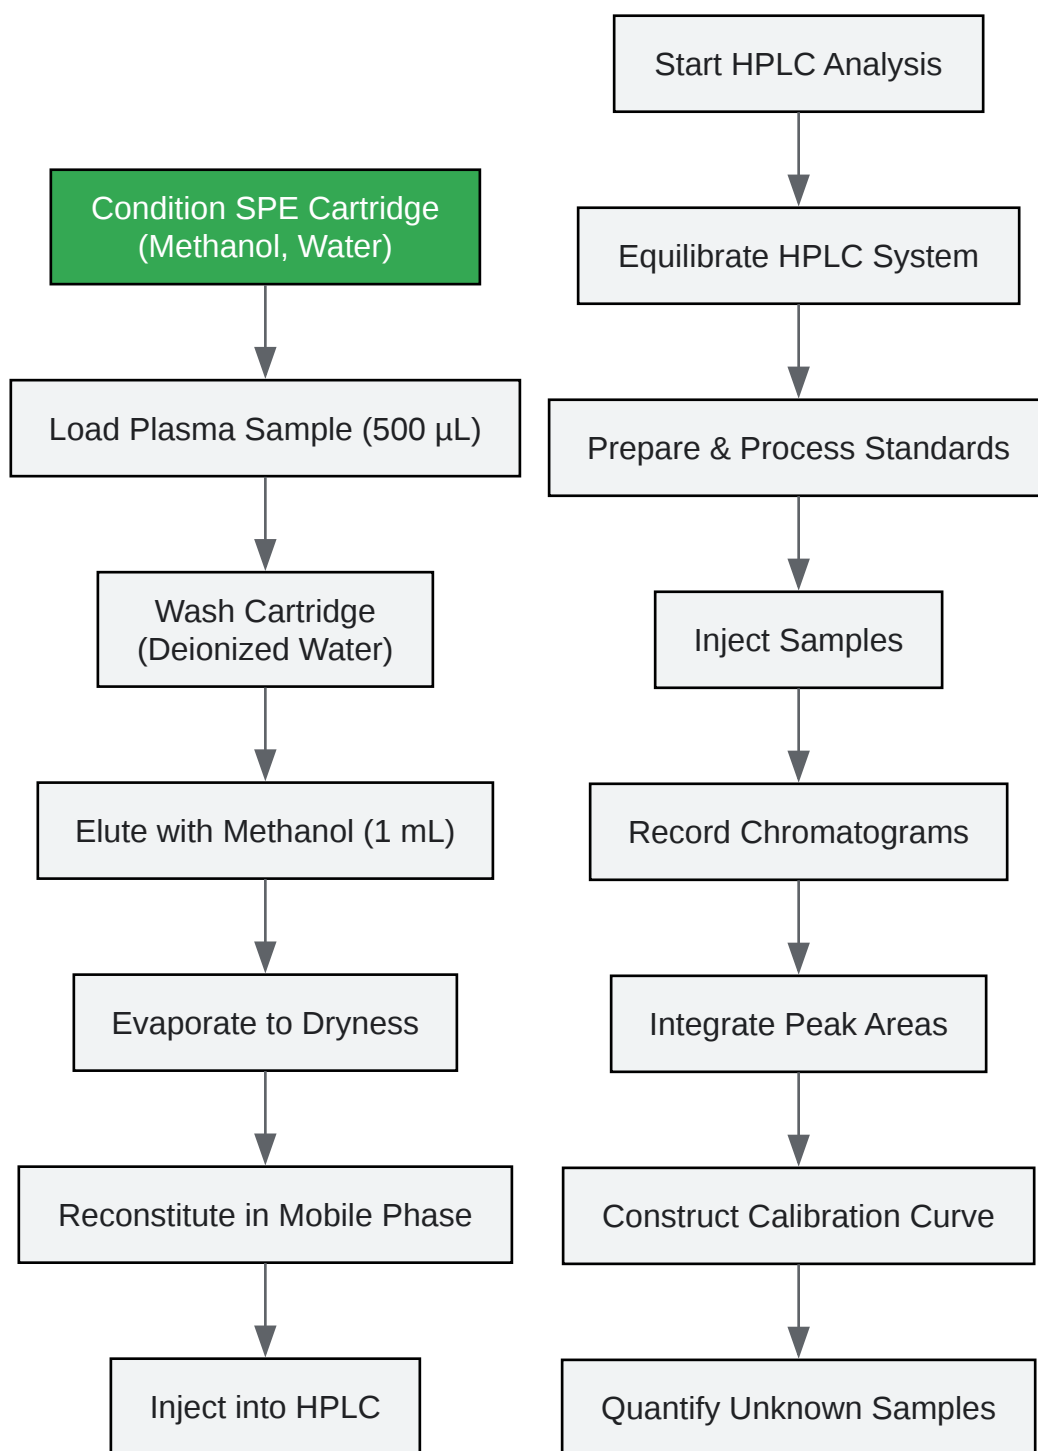 Condition SPE Cartridge
(Methanol, Water)
Load Plasma Sample (500 µL)
Wash Cartridge
(Deionized Water)
Elute with Methanol (1 mL)
Evaporate to Dryness
Reconstitute in Mobile Phase
Inject into HPLC
Start HPLC Analysis
Equilibrate HPLC System
Prepare & Process Standards
Inject Samples
Record Chromatograms
Integrate Peak Areas
Construct Calibration Curve
Quantify Unknown Samples